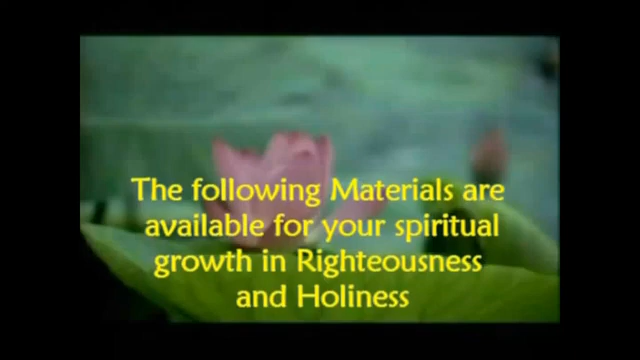 The following Materials are
available for your spiritual
growth in Righteousness
and Holiness